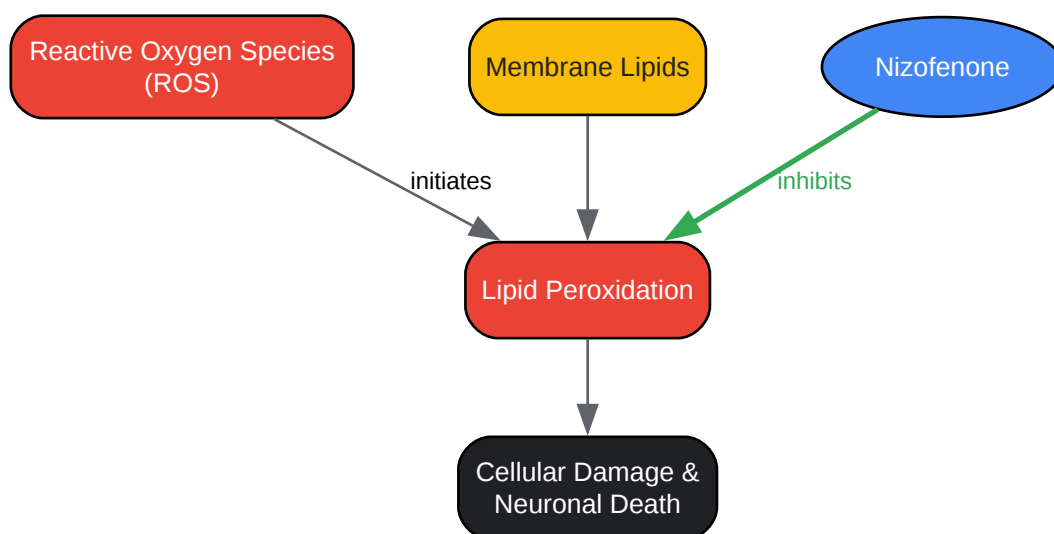 Reactive Oxygen Species
(ROS)
Membrane Lipids
Nizofenone
initiates
inhibits
Lipid Peroxidation
Cellular Damage &
Neuronal Death